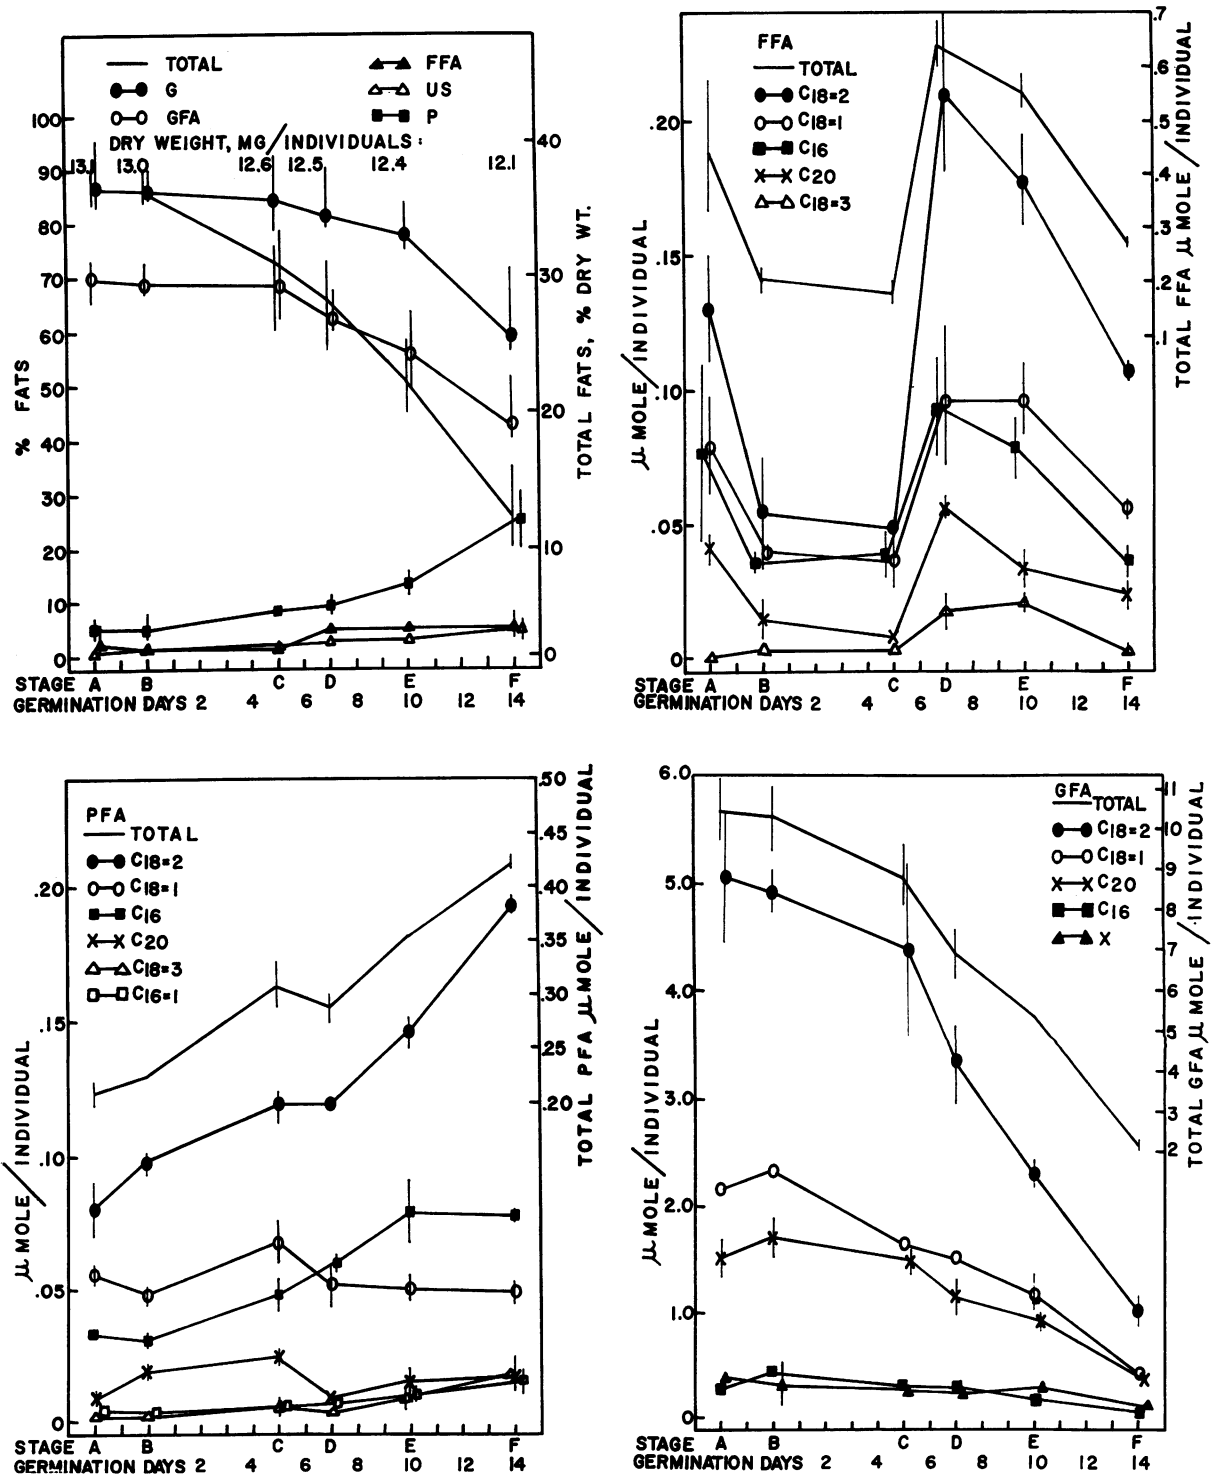 TOTAL
G
GFA
FFA
US
P
DRY WEIGHT, MG/INDIVIDUALS:
13.1 13.0 12.6 12.5 12.4 12.1
100
90
80
70
60
50
40
30
20
10
0
% FATS
40
30
20
10
0
TOTAL FATS, % DRY WT.
STAGE A B C D E F
GERMINATION DAYS 2 4 6 8 10 12 14
FFA
TOTAL
C18=2
C18=1
C16
C20
C18=3
.20
.15
.10
.05
0
µ MOLE/INDIVIDUAL
.7
.6
.5
.4
.3
.2
.1
TOTAL FFA µ MOLE/INDIVIDUAL
STAGE A B C D E F
GERMINATION DAYS 2 4 6 8 10 12 14
PFA
TOTAL
C18=2
C18=1
C16
C20
C18=3
C16=1
.20
.15
.10
.05
0
µ MOLE/INDIVIDUAL
.50
.45
.40
.35
.30
.25
.20
TOTAL PFA µ MOLE/INDIVIDUAL
STAGE A B C D E F
GERMINATION DAYS 2 4 6 8 10 12 14
GFA
TOTAL
C18=2
C18=1
C20
C16
X
6.0
5.0
4.0
3.0
2.0
1.0
0
µ MOLE/INDIVIDUAL
11
10
9
8
7
6
5
4
3
2
TOTAL GFA µ MOLE/INDIVIDUAL
STAGE A B C D E F
GERMINATION DAYS 2 4 6 8 10 12 14